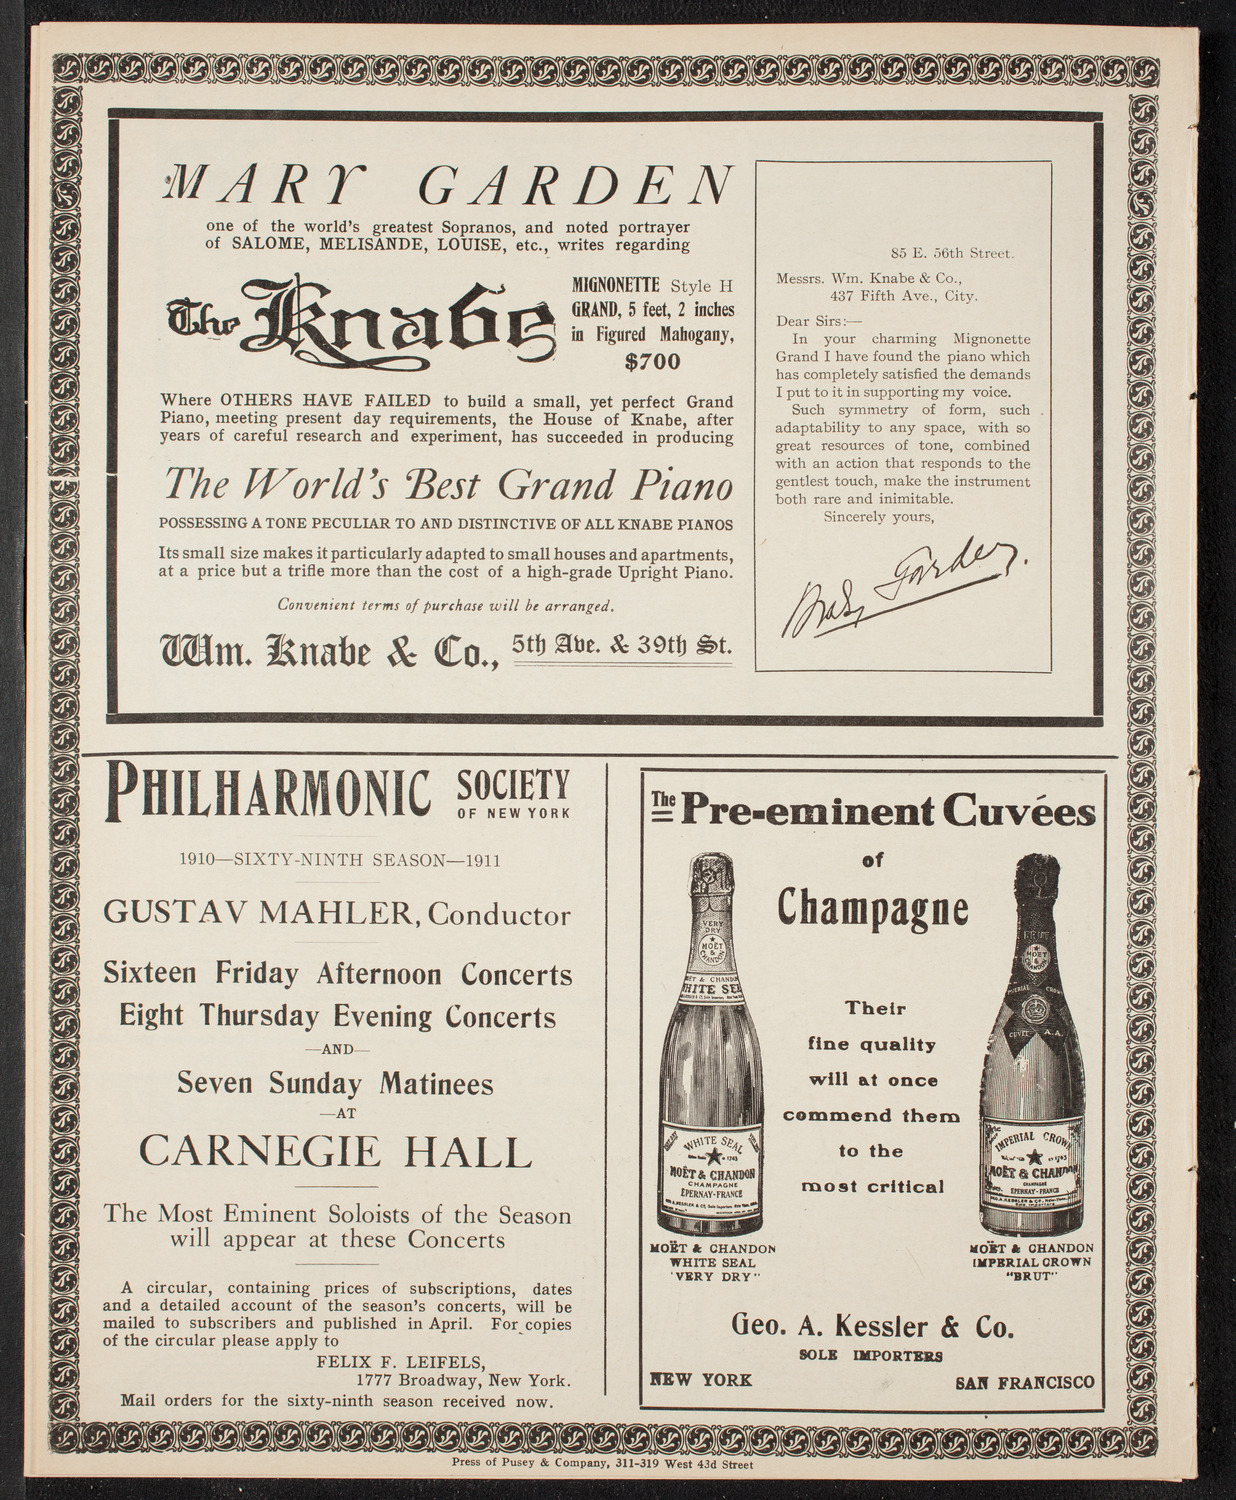 MARY GARDEN
one of the world's greatest Sopranos, and noted portrayer
of SALOME, MELISANDE, LOUISE, etc., writes regarding
The Knabe
MIGNONETTE Style H
GRAND, 5 feet, 2 inches
in Figured Mahogany,
$700
Where OTHERS HAVE FAILED to build a small, yet perfect Grand
Piano, meeting present day requirements, the House of Knabe, after
years of careful research and experiment, has succeeded in producing
The World's Best Grand Piano
POSSESSING A TONE PECULIAR TO AND DISTINCTIVE OF ALL KNABE PIANOS
Its small size makes it particularly adapted to small houses and apartments,
at a price but a trifle more than the cost of a high-grade Upright Piano.
Convenient terms of purchase will be arranged.
Wm. Knabe & Co., 5th Ave. & 39th St.
85 E. 56th Street.
Messrs. Wm. Knabe & Co.,
437 Fifth Ave., City.
Dear Sirs:—
In your charming Mignonette
Grand I have found the piano which
has completely satisfied the demands
I put to it in supporting my voice.
Such symmetry of form, such
adaptability to any space, with so
great resources of tone, combined
with an action that responds to the
gentlest touch, make the instrument
both rare and inimitable.
Sincerely yours,
Mary Garden.
PHILHARMONIC SOCIETY
OF NEW YORK
1910—SIXTY-NINTH SEASON—1911
GUSTAV MAHLER, Conductor
Sixteen Friday Afternoon Concerts
Eight Thursday Evening Concerts
—AND—
Seven Sunday Matinees
—AT
CARNEGIE HALL
The Most Eminent Soloists of the Season
will appear at these Concerts
A circular, containing prices of subscriptions, dates
and a detailed account of the season's concerts, will be
mailed to subscribers and published in April. For copies
of the circular please apply to
FELIX F. LEIFELS,
1777 Broadway, New York.
Mail orders for the sixty-ninth season received now.
The Pre-eminent Cuvées
of
Champagne
Their
fine quality
will at once
commend them
to the
most critical
VERY
DRY
MOËT
&
CHANDON
MOËT & CHANDON
WHITE SEAL
WHITE SEAL
1743
MOËT & CHANDON
CHAMPAGNE
EPERNAY-FRANCE
MOËT & CHANDON
WHITE SEAL
"VERY DRY"
BRUT
MOËT
&
CHANDON
IMPERIAL CROWN
CUVÉE A.A.
IMPERIAL CROWN
1743
MOËT & CHANDON
CHAMPAGNE
EPERNAY-FRANCE
MOËT & CHANDON
IMPERIAL CROWN
"BRUT"
Geo. A. Kessler & Co.
SOLE IMPORTERS
NEW YORK SAN FRANCISCO
Press of Pusey & Company, 311-319 West 43d Street